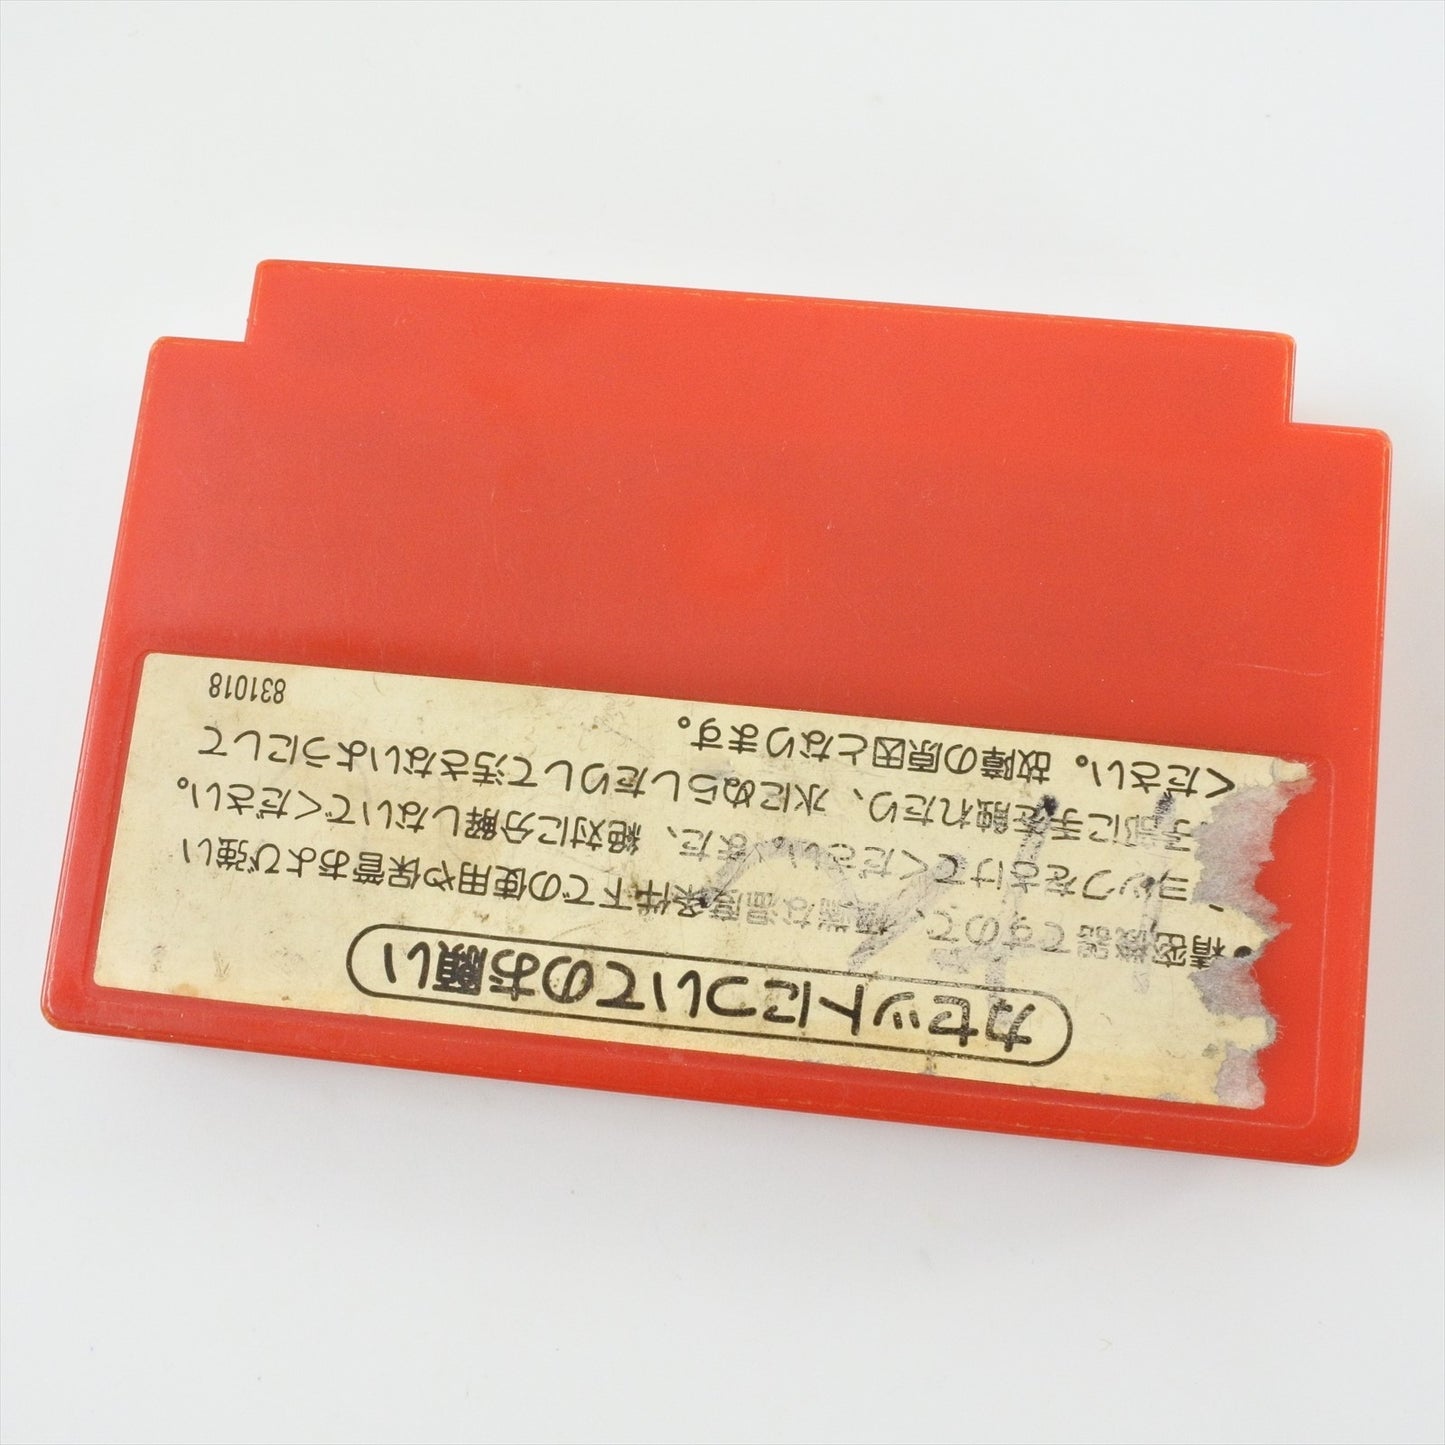 カセットについてのお願い
●精密機器ですので、極端な温度条件下での使用や保管および強い
ョックをさけてください。また、絶対に分解しないでください。
子部に手を触れたり、水にぬらしたりして汚さないようにして
ください。故障の原因となります。
831018